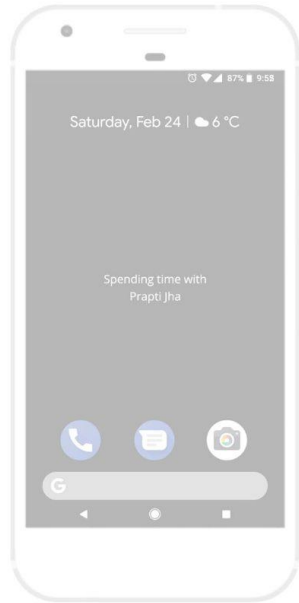 87% 9:58
Saturday, Feb 24 | 6 °C
Spending time with
Prapti Jha
G